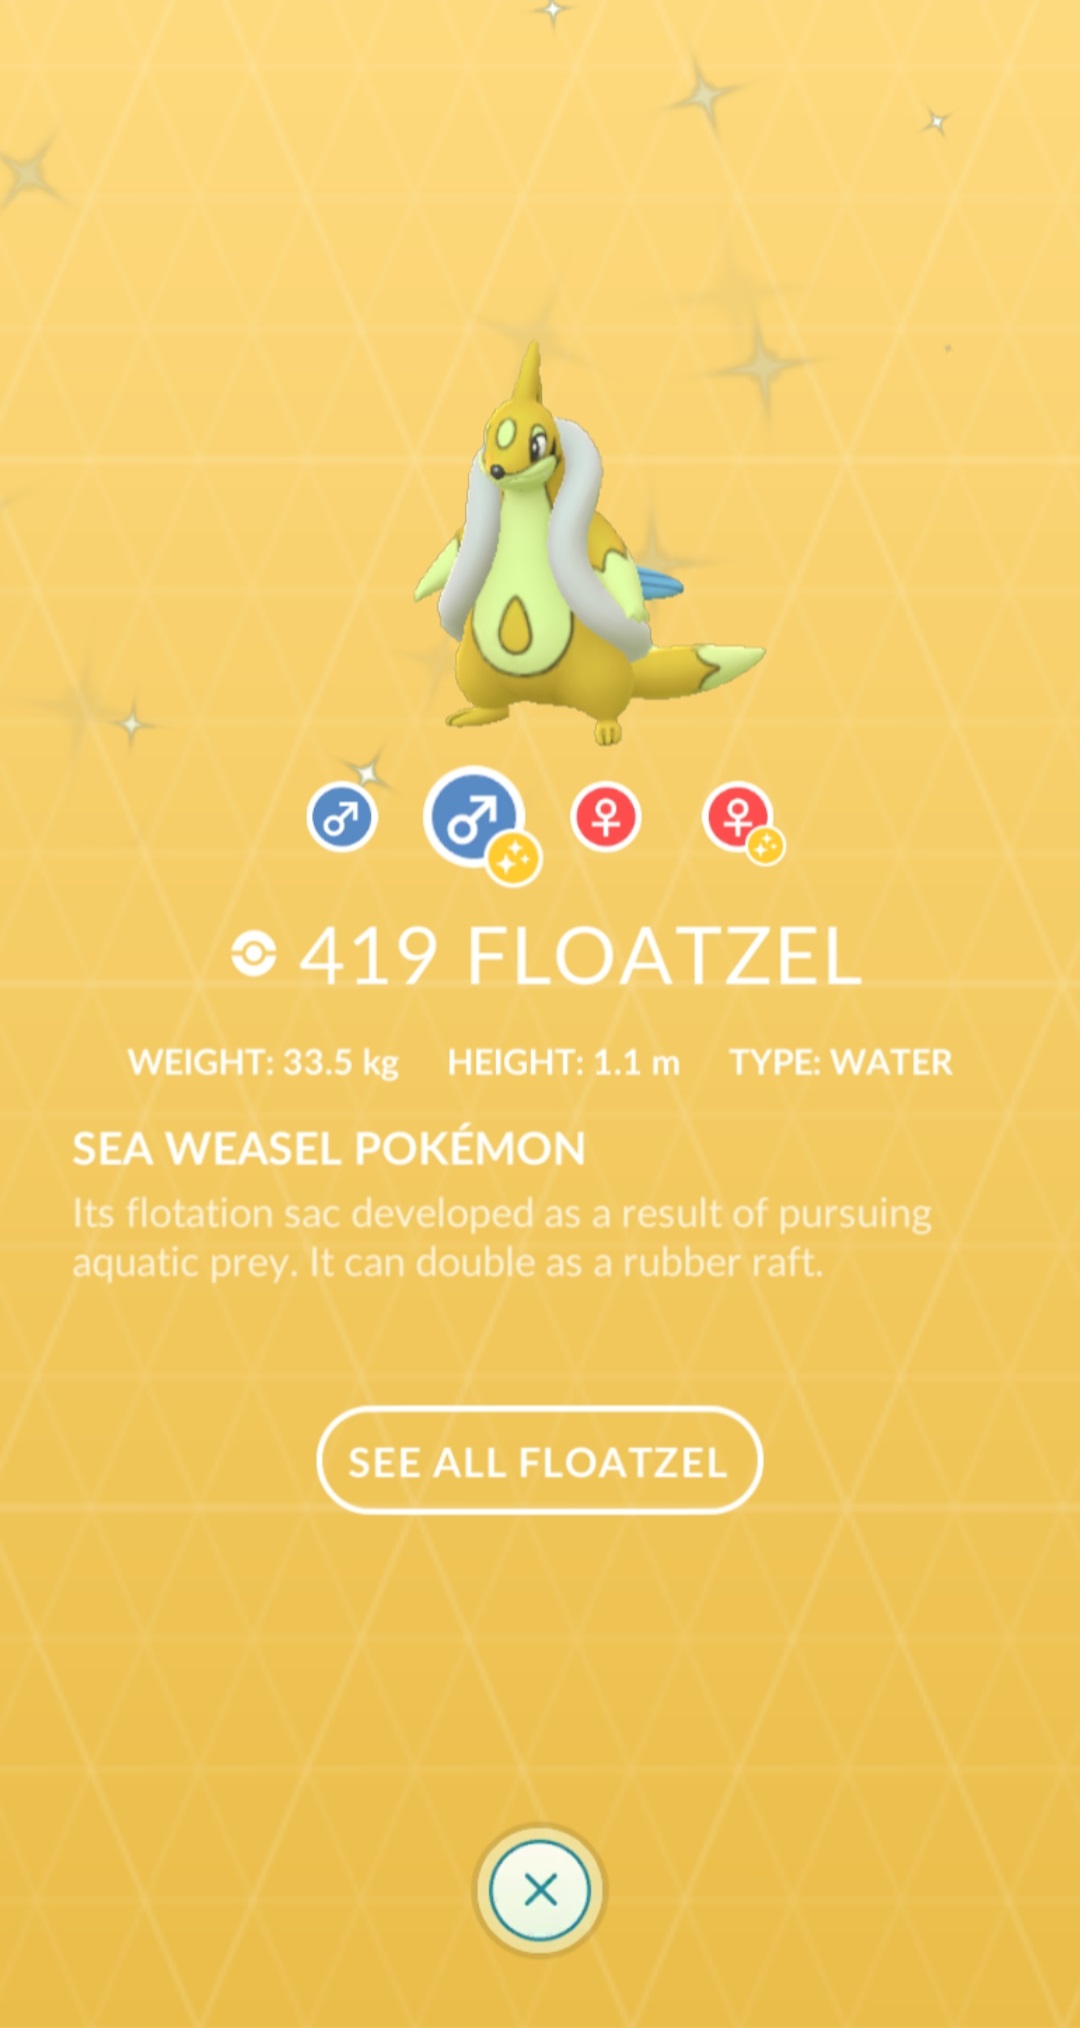 419 FLOATZEL
WEIGHT: 33.5 kg HEIGHT: 1.1 m TYPE: WATER
SEA WEASEL POKÉMON
Its flotation sac developed as a result of pursuing
aquatic prey. It can double as a rubber raft.
SEE ALL FLOATZEL